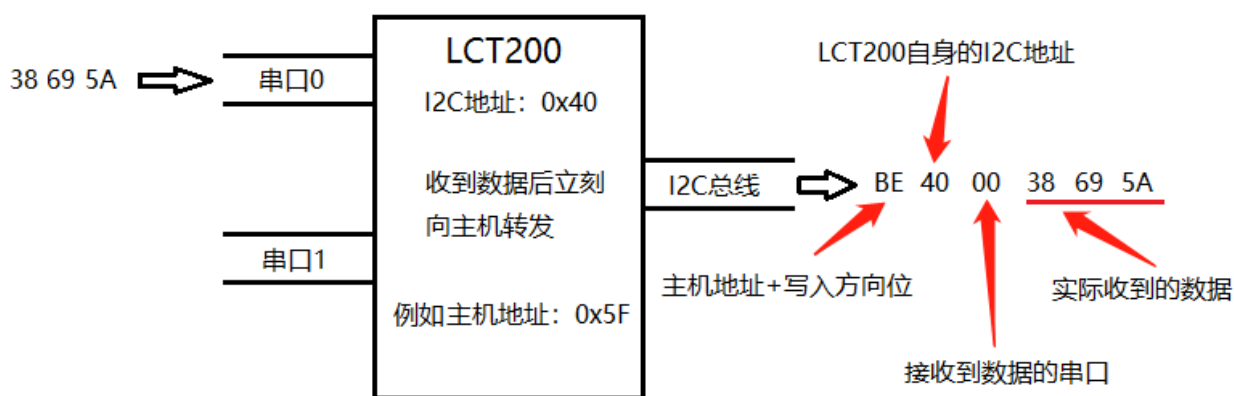 LCT200自身的I2C地址
LCT200
38 69 5A
串口0
I2C地址：0x40
收到数据后立刻
向主机转发
I2C总线
BE 40 00 38 69 5A
串口1
主机地址+写入方向位
实际收到的数据
例如主机地址：0x5F
接收到数据的串口